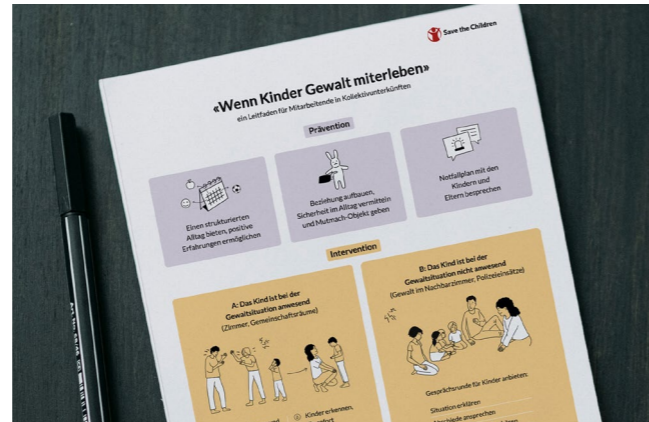 Save the Children
«Wenn Kinder Gewalt miterleben»
ein Leitfaden für Mitarbeitende in Kollektivunterkünften
Prävention
Einen strukturierten
Alltag bieten, positive
Erfahrungen ermöglichen
Beziehung aufbauen,
Sicherheit im Alltag vermitteln
und Mutmach-Objekt geben
Notfallplan mit den
Kindern und
Eltern besprechen
Intervention
A: Das Kind ist bei der
Gewaltsituation anwesend
(Zimmer, Gemeinschaftsräume)
B: Das Kind ist bei der
Gewaltsituation nicht anwesend
(Gewalt im Nachbarzimmer, Polizeieinsätze)
Kinder erkennen,
Gesprächsrunde für Kinder anbieten:
Situation erklären
ansprechen